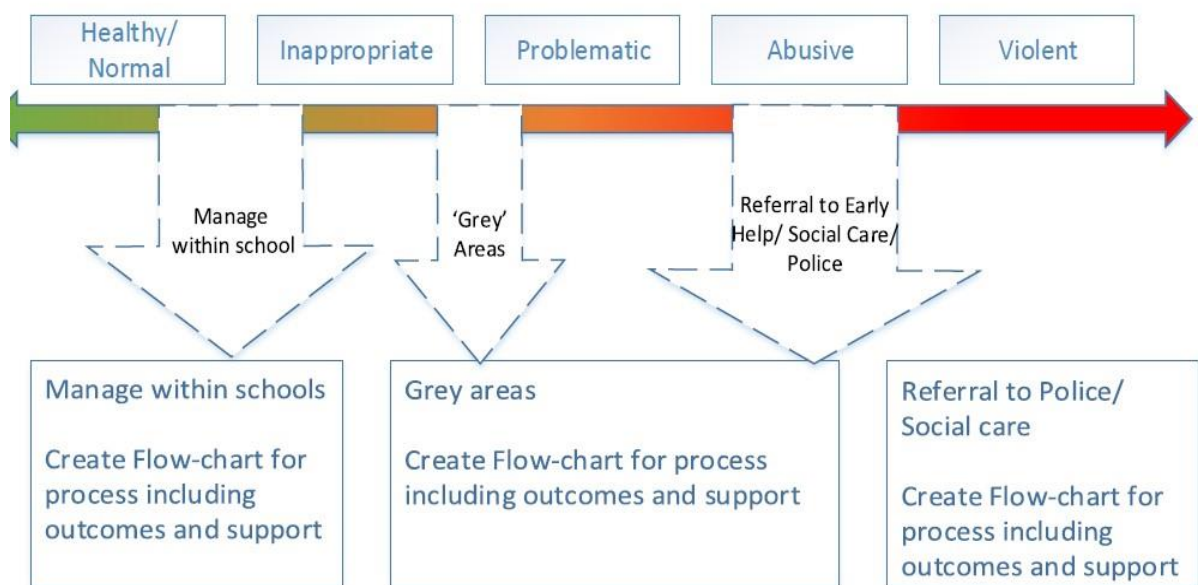 Healthy/
Normal
Inappropriate
Problematic
Abusive
Violent
Manage
within school
‘Grey’
Areas
Referral to Early
Help/ Social Care/
Police
Manage within schools
Create Flow-chart for
process including
outcomes and support
Grey areas
Create Flow-chart for process
including outcomes and support
Referral to Police/
Social care
Create Flow-chart for
process including
outcomes and support